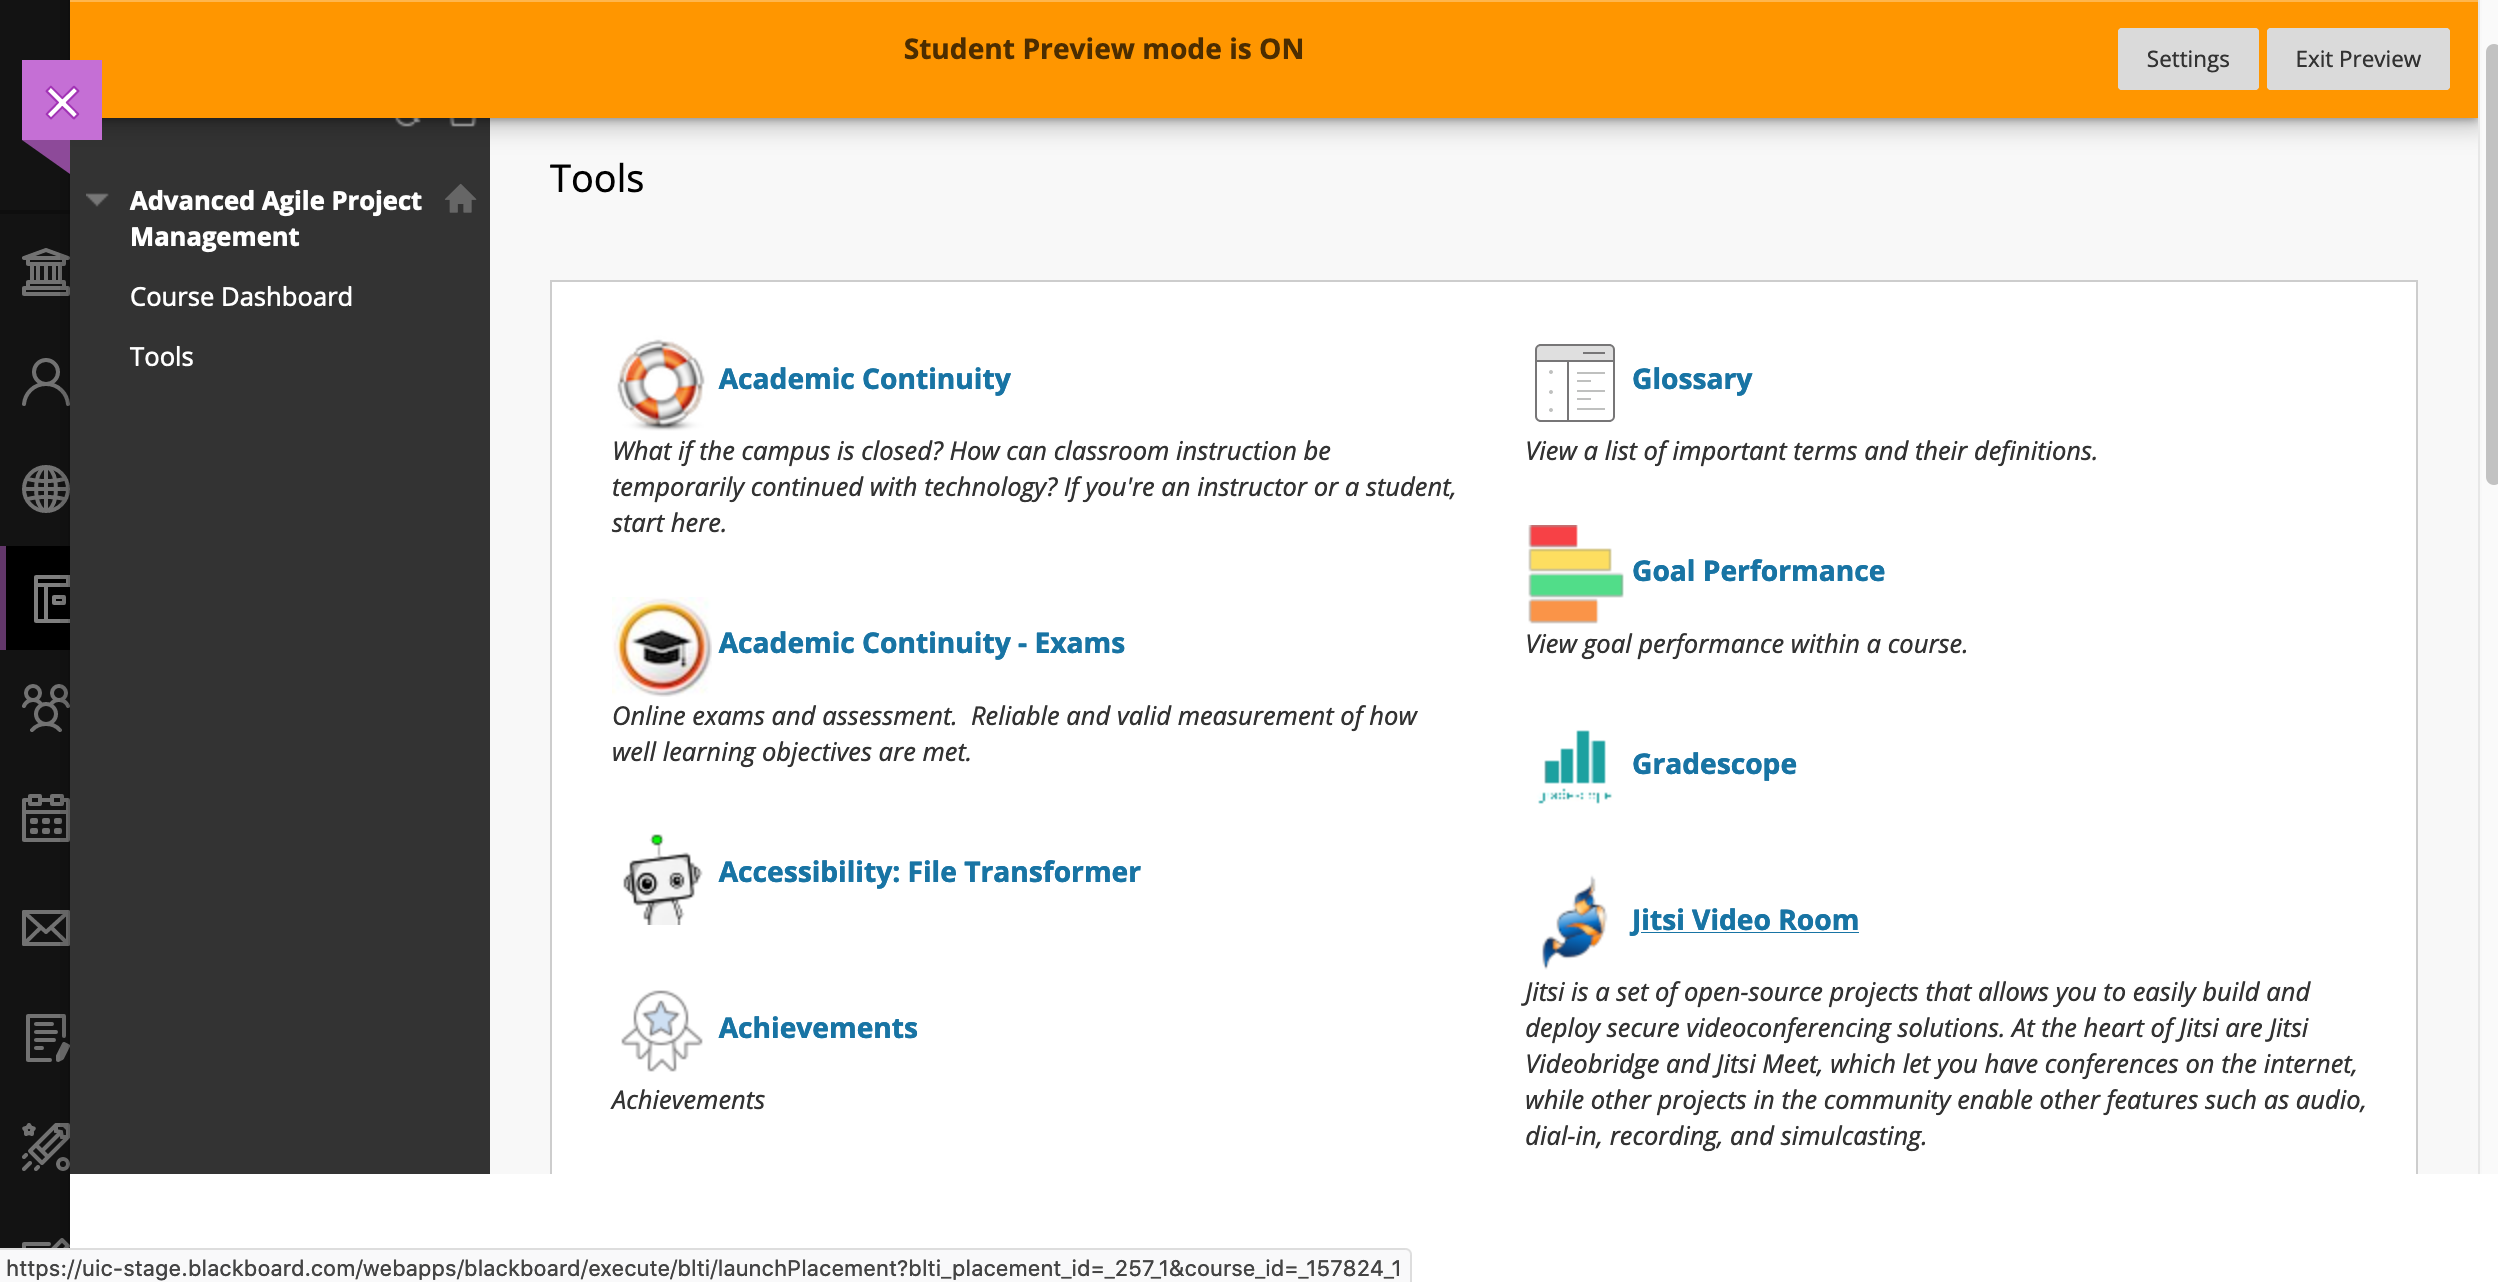 Student Preview mode is ON
Settings
Exit Preview
Advanced Agile Project
Management
Course Dashboard
Tools
Tools
Academic Continuity
What if the campus is closed? How can classroom instruction be
temporarily continued with technology? If you're an instructor or a student,
start here.
Academic Continuity - Exams
Online exams and assessment.  Reliable and valid measurement of how
well learning objectives are met.
Accessibility: File Transformer
Achievements
Achievements
Glossary
View a list of important terms and their definitions.
Goal Performance
View goal performance within a course.
Gradescope
Jitsi Video Room
Jitsi is a set of open-source projects that allows you to easily build and
deploy secure videoconferencing solutions. At the heart of Jitsi are Jitsi
Videobridge and Jitsi Meet, which let you have conferences on the internet,
while other projects in the community enable other features such as audio,
dial-in, recording, and simulcasting.
https://uic-stage.blackboard.com/webapps/blackboard/execute/blti/launchPlacement?blti_placement_id=_257_1&course_id=_157824_1